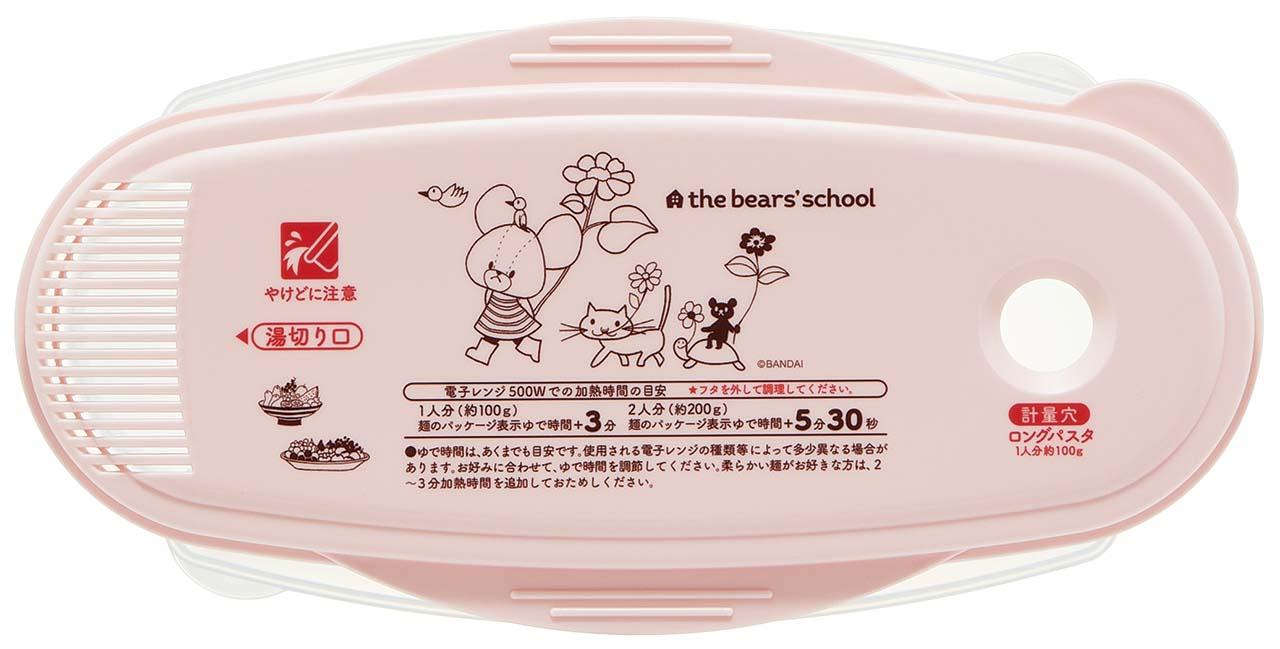 the bears'school
やけどに注意
湯切り口
©BANDAI
電子レンジ500Wでの加熱時間の目安 ★フタを外して調理してください。
1人分(約100g) 2人分(約200g)
麺のパッケージ表示ゆで時間+3分 麺のパッケージ表示ゆで時間+5分30秒
●ゆで時間は、あくまでも目安です。使用される電子レンジの種類等によって多少異なる場合が
あります。お好みに合わせて、ゆで時間を調節してください。柔らかい麺がお好きな方は、2
~3分加熱時間を追加しておためしください。
計量穴
ロングパスタ
1人分約100g